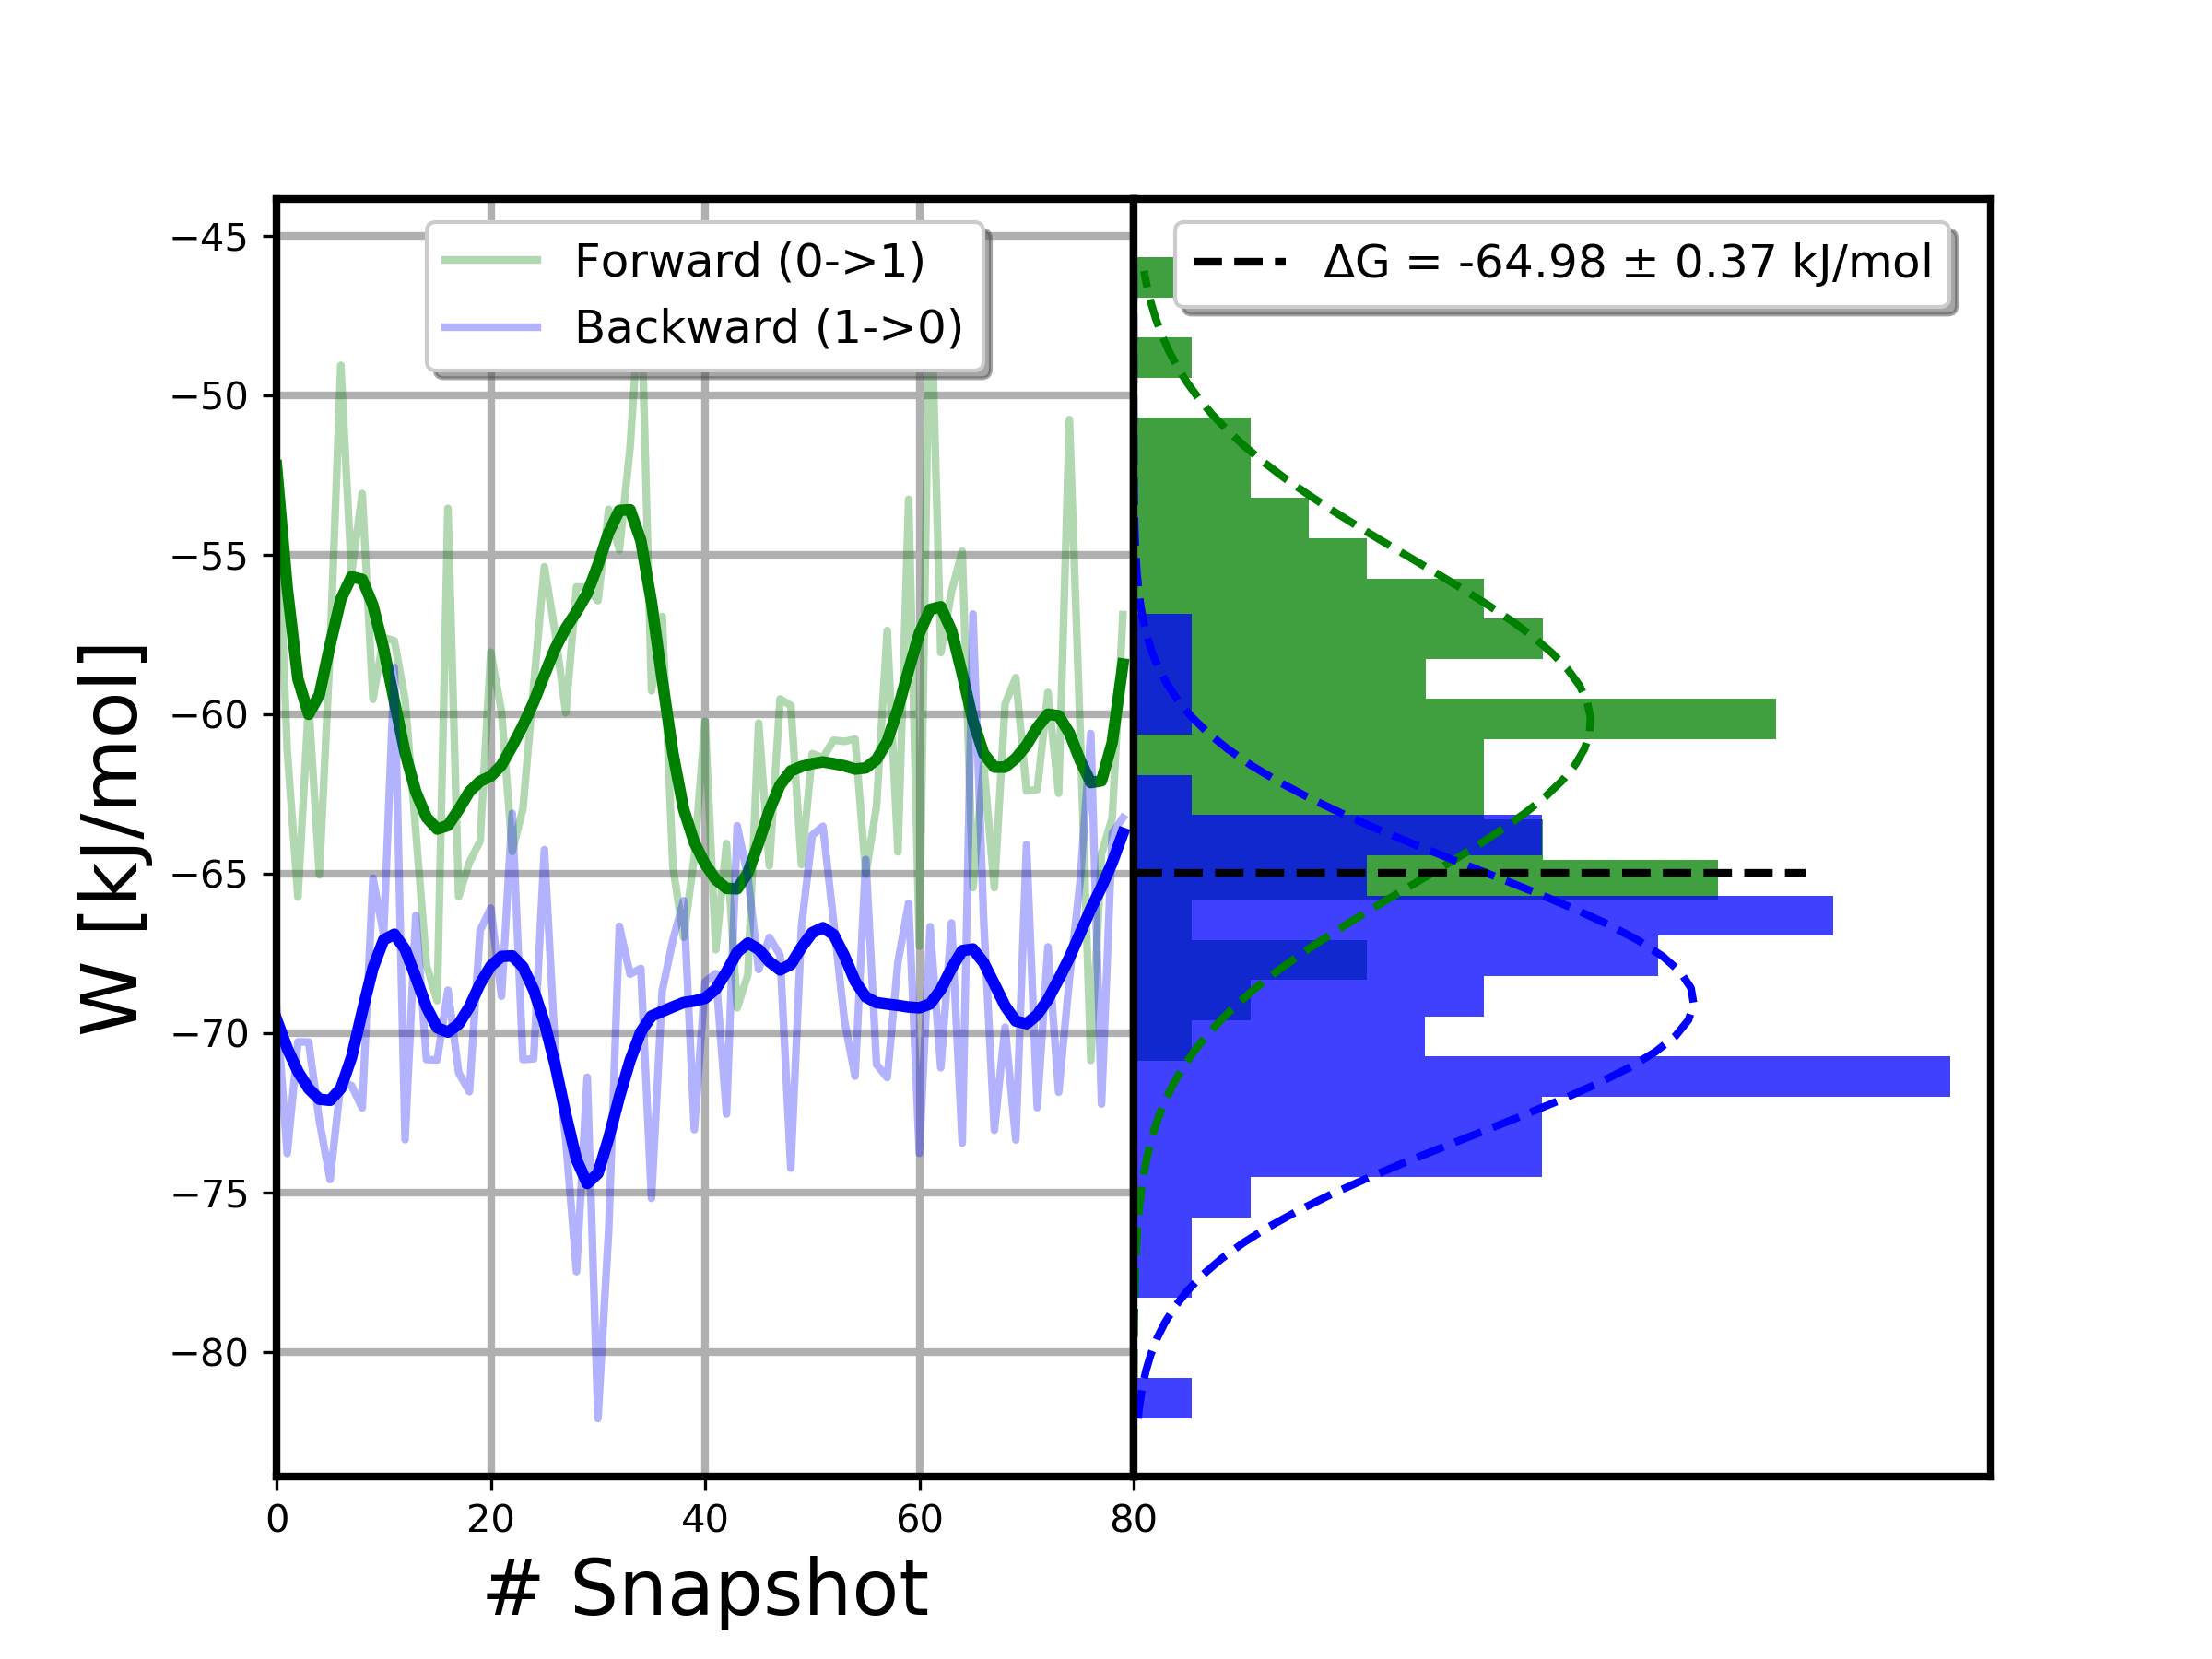 Forward (0->1)
Backward (1->0)
ΔG = -64.98 ± 0.37 kJ/mol
W [kJ/mol]
−45
−50
−55
−60
−65
−70
−75
−80
0 20 40 60 80
# Snapshot